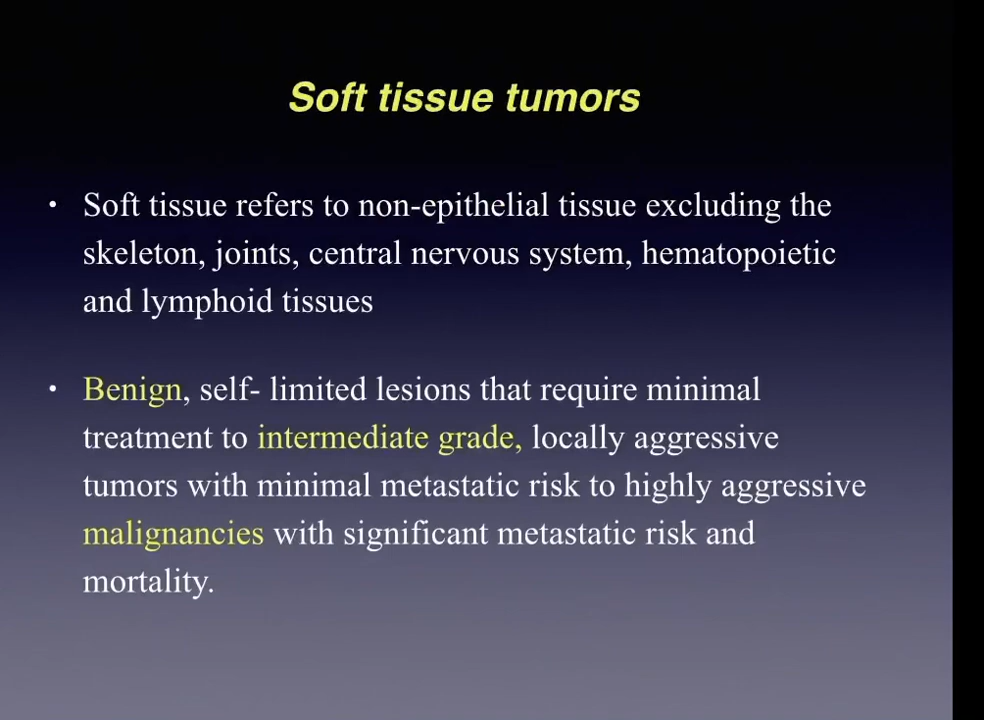 Soft tissue tumors
• Soft tissue refers to non-epithelial tissue excluding the
skeleton, joints, central nervous system, hematopoietic
and lymphoid tissues
• Benign, self- limited lesions that require minimal
treatment to intermediate grade, locally aggressive
tumors with minimal metastatic risk to highly aggressive
malignancies with significant metastatic risk and
mortality.